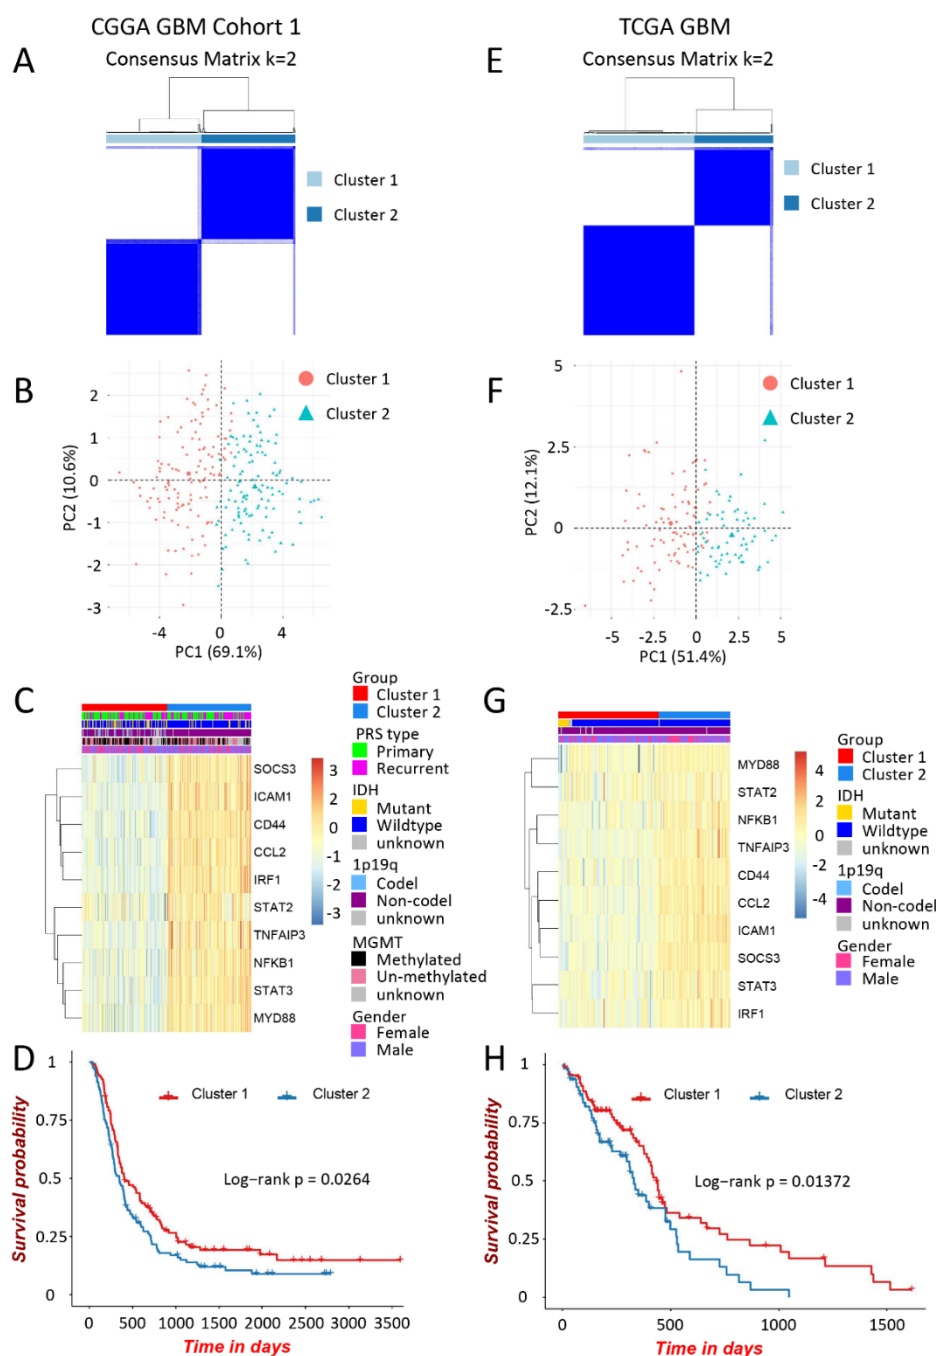 CGGA GBM Cohort 1
A
Consensus Matrix k=2
Cluster 1
Cluster 2
B
Cluster 1
Cluster 2
2
1
0
-1
-2
-3
PC2 (10.6%)
-4
0
4
PC1 (69.1%)
C
SOCS3
ICAM1
CD44
CCL2
IRF1
STAT2
TNFAIP3
NFKB1
STAT3
MYD88
3
2
1
0
-1
-2
-3
Group
Cluster 1
Cluster 2
PRS type
Primary
Recurrent
IDH
Mutant
Wildtype
unknown
1p19q
Codel
Non-codel
unknown
MGMT
Methylated
Un-methylated
unknown
Gender
Female
Male
D
1
0.75
0.5
0.25
0
Survival probability
Cluster 1
Cluster 2
Log-rank p = 0.0264
0 500 1000 1500 2000 2500 3000 3500
Time in days
TCGA GBM
E
Consensus Matrix k=2
Cluster 1
Cluster 2
F
Cluster 1
Cluster 2
5
2.5
0
-2.5
PC2 (12.1%)
-5 -2.5 0 2.5 5
PC1 (51.4%)
G
MYD88
STAT2
NFKB1
TNFAIP3
CD44
CCL2
ICAM1
SOCS3
STAT3
IRF1
4
2
0
-2
-4
Group
Cluster 1
Cluster 2
IDH
Mutant
Wildtype
unknown
1p19q
Codel
Non-codel
unknown
Gender
Female
Male
H
1
0.75
0.5
0.25
0
Survival probability
Cluster 1
Cluster 2
Log-rank p = 0.01372
0 500 1000 1500
Time in days